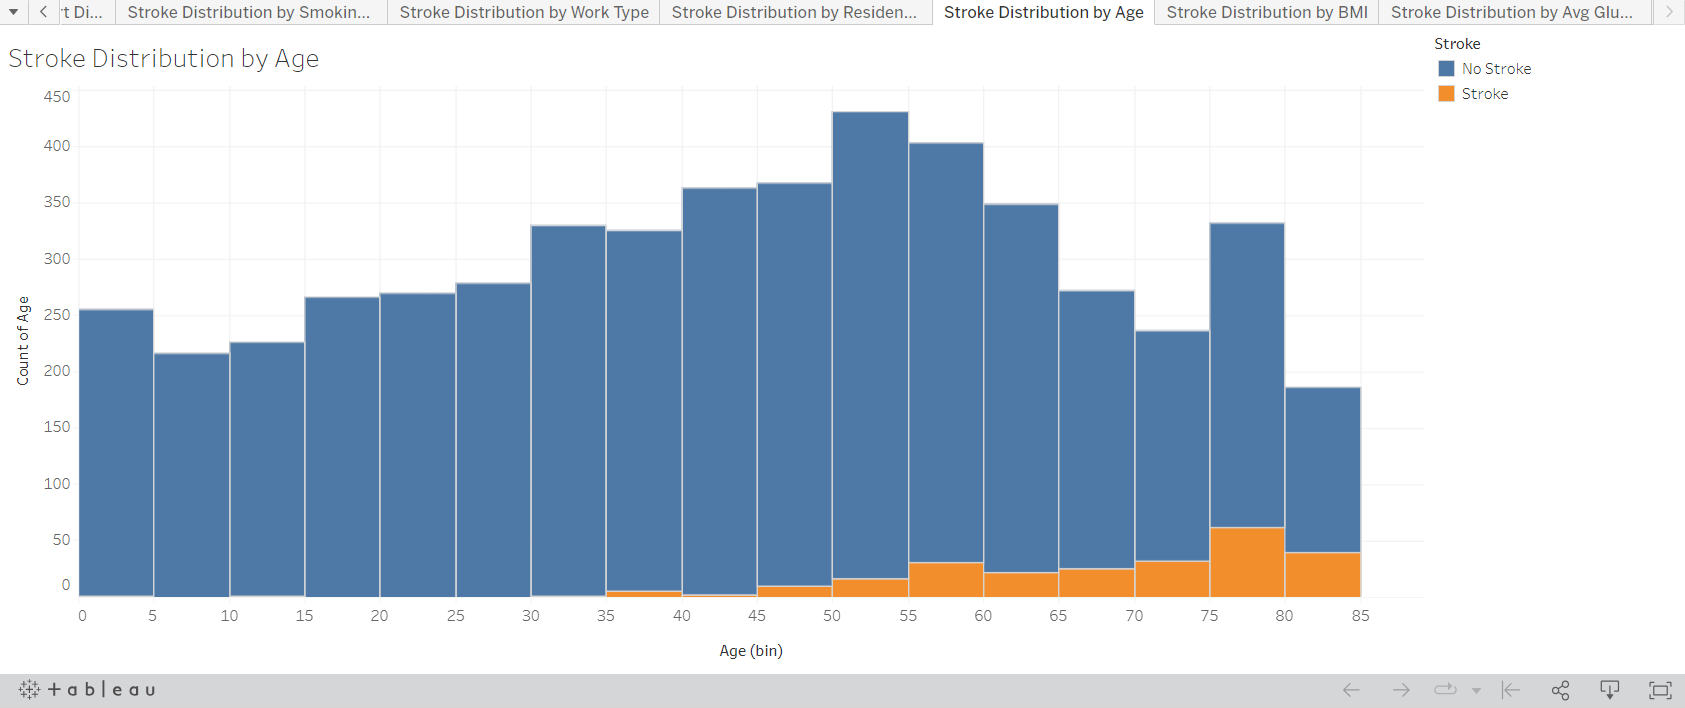 rt Di...
Stroke Distribution by Smokin...
Stroke Distribution by Work Type
Stroke Distribution by Residen...
Stroke Distribution by Age
Stroke Distribution by BMI
Stroke Distribution by Avg Glu...
Stroke Distribution by Age
Stroke
No Stroke
Stroke
450
400
350
300
250
200
150
100
50
0
Count of Age
0 5 10 15 20 25 30 35 40 45 50 55 60 65 70 75 80 85
Age (bin)
+ableau